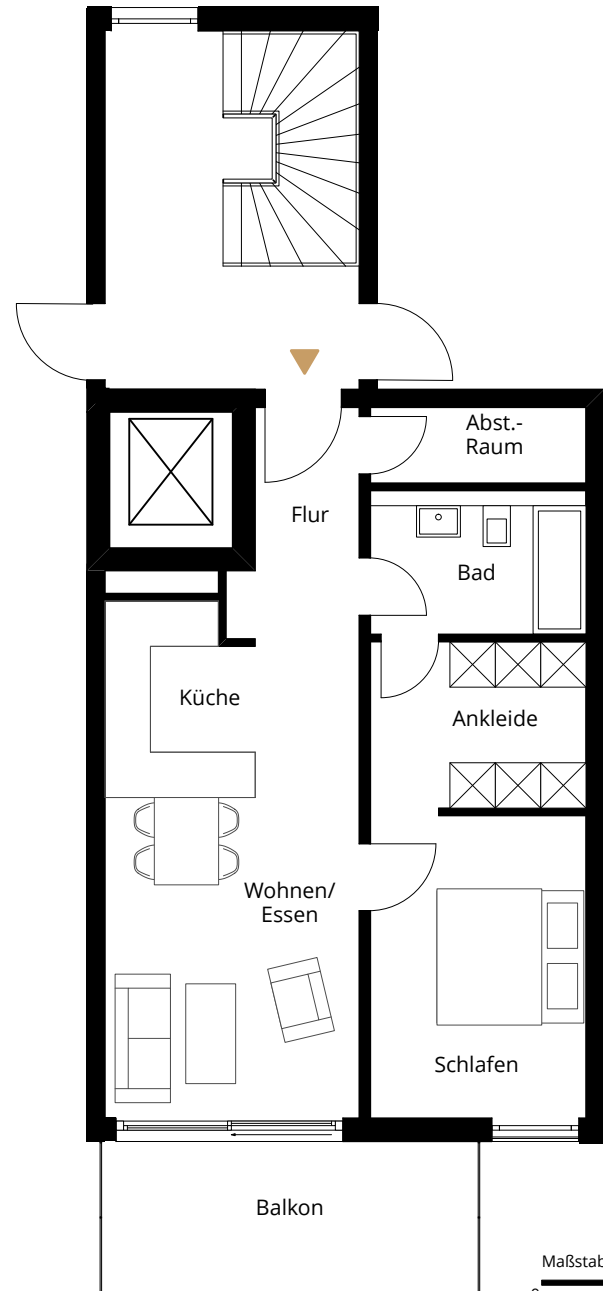 Abst.-
Raum
Flur
Bad
Küche
Ankleide
Wohnen/
Essen
Schlafen
Balkon
Maßstab